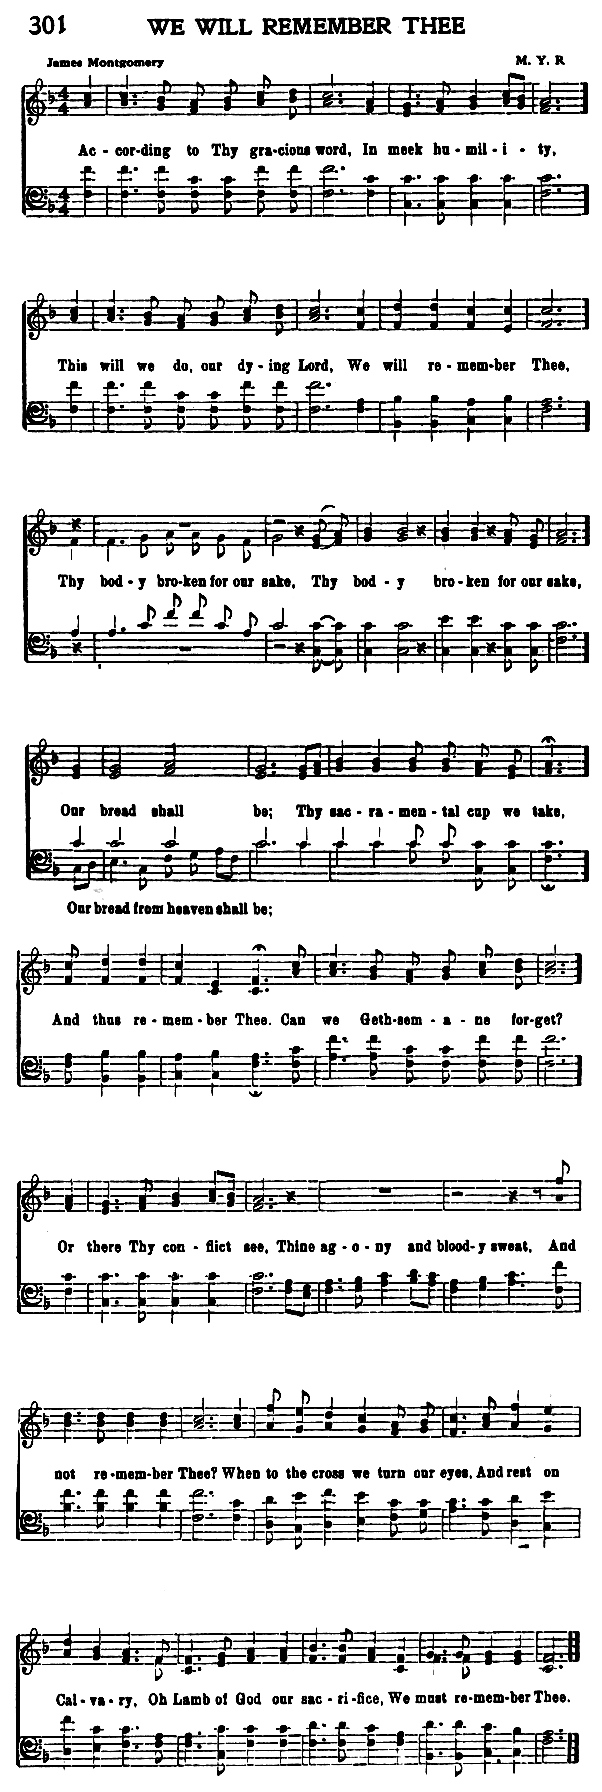 301 WE WILL REMEMBER THEE
James Montgomery M. Y. R
Ac - cor-ding to Thy gra-cious word, In meek hu - mil - i - ty,
This will we do, our dy - ing Lord, We will re - mem-ber Thee,
Thy bod - y bro-ken for our sake, Thy bod - y bro-ken for our sake,
Our bread shall be; Thy sac - ra - men - tal cup we take,
Our bread from heaven shall be;
And thus re - mem - ber Thee. Can we Geth-sem - a - ne for-get?
Or there Thy con - flict see, Thine ag - o - ny and blood-y sweat, And
not re-mem-ber Thee? When to the cross we turn our eyes, And rest on
Cal - va - ry, Oh Lamb of God our sac - ri-fice, We must re-mem-ber Thee.